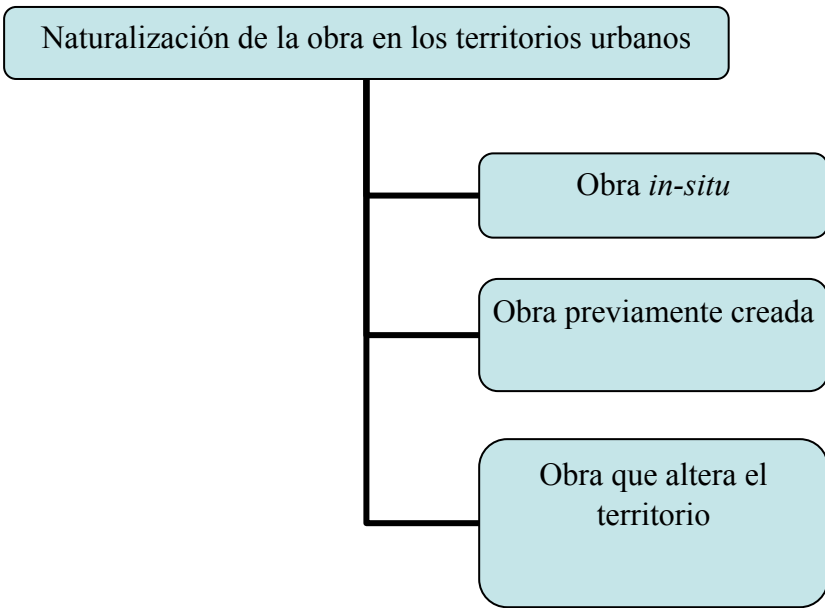 Naturalización de la obra en los territorios urbanos
Obra in-situ
Obra previamente creada
Obra que altera el
territorio